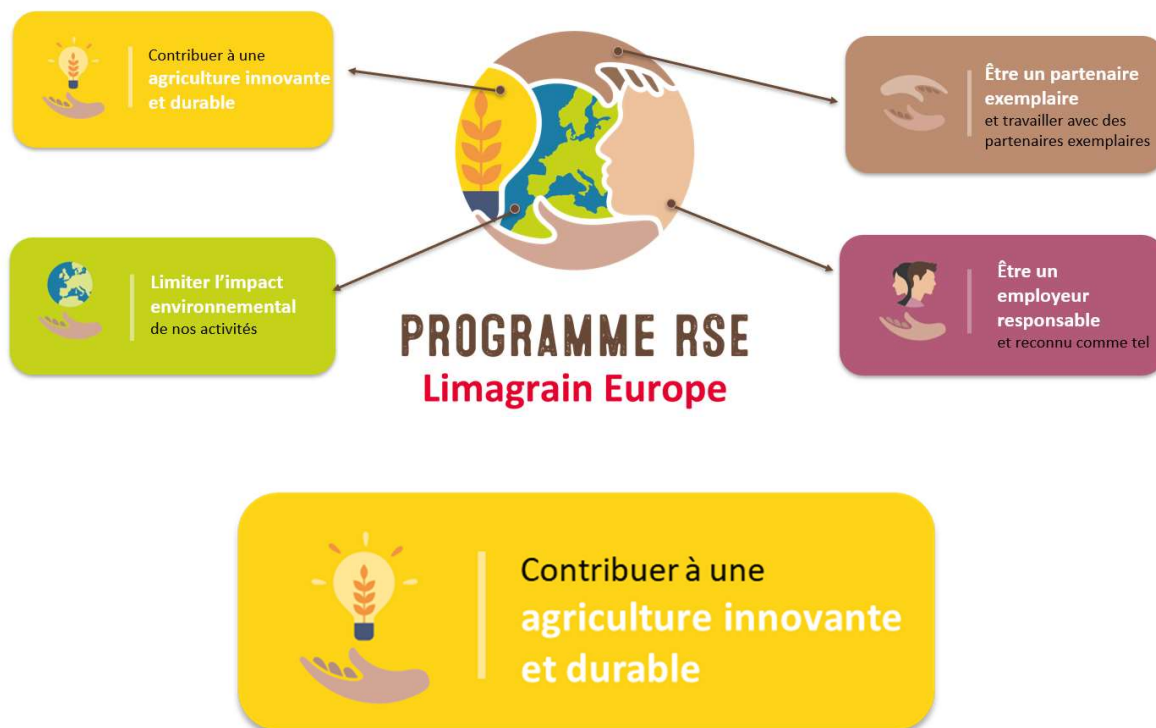 Contribuer à une
agriculture innovante
et durable
Être un partenaire
exemplaire
et travailler avec des
partenaires exemplaires
Limiter l'impact
environnemental
de nos activités
Être un
employeur
responsable
et reconnu comme tel
PROGRAMME RSE
Limagrain Europe
Contribuer à une
agriculture innovante
et durable